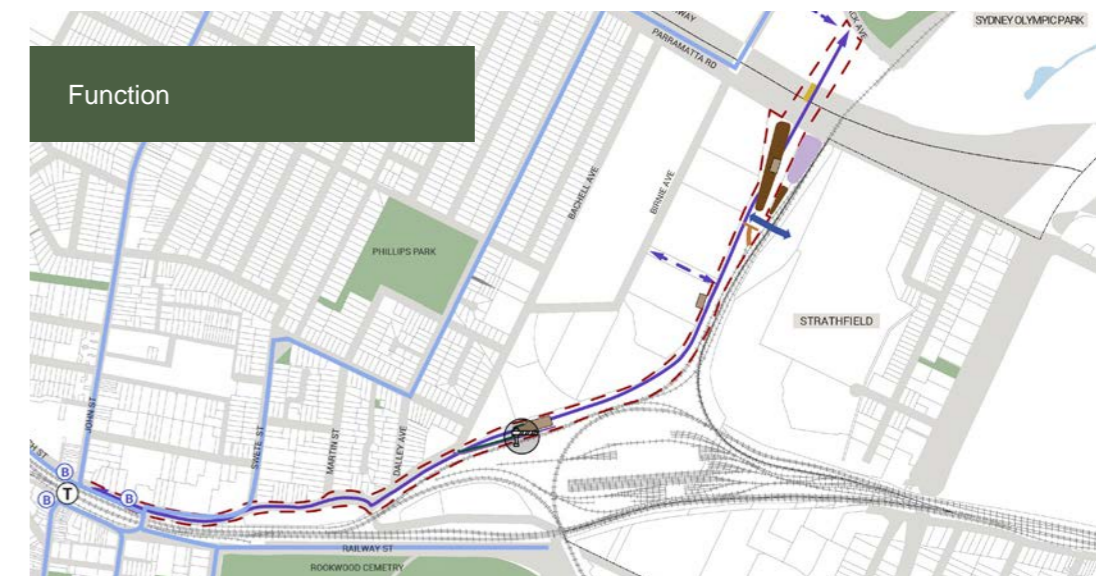 Function
SYDNEY OLYMPIC PARK
PARRAMATTA RD
BACHELL AVE
BIRNIE AVE
PHILLIPS PARK
STRATHFIELD
JOHN ST
SWETE ST
MARTIN ST
DALLEY AVE
B
B
T
B
RAILWAY ST
ROOKWOOD CEMETRY